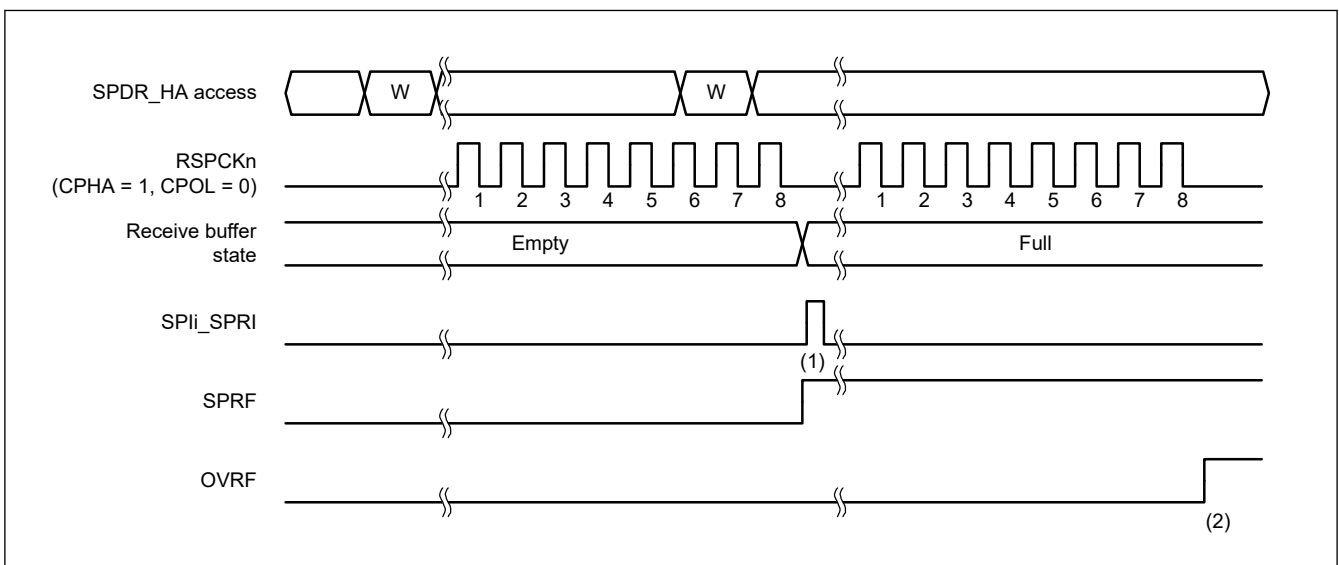 SPDR_HA access
W
W
RSPCKn
(CPHA = 1, CPOL = 0)
1 2 3 4 5 6 7 8 1 2 3 4 5 6 7 8
Receive buffer
state
Empty
Full
SPIi_SPRI
(1)
SPRF
OVRF
(2)